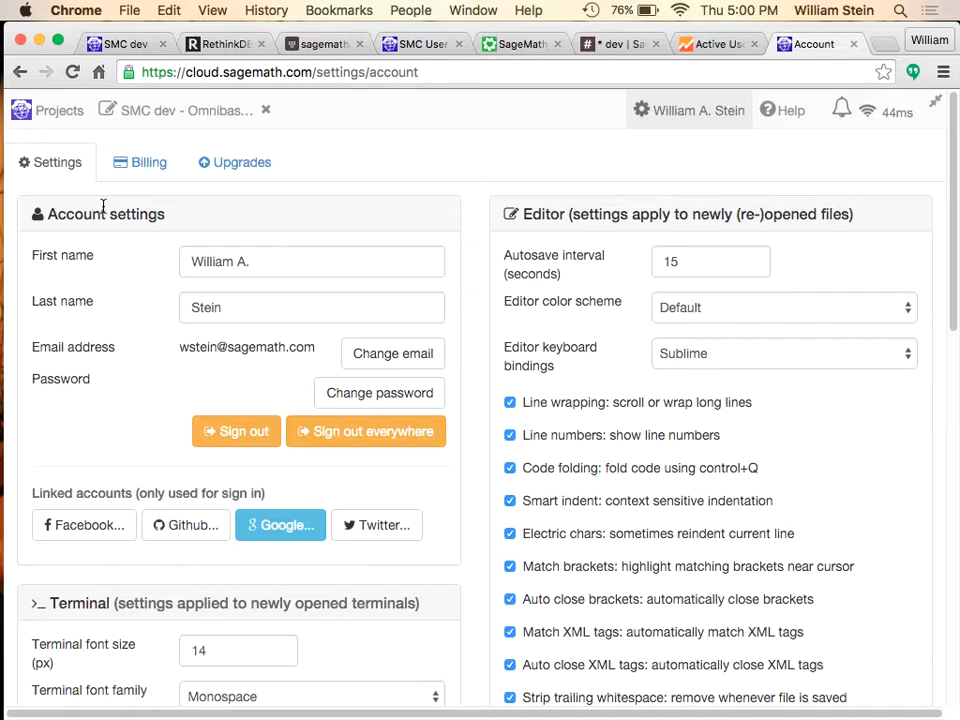 Chrome File Edit View History Bookmarks People Window Help 76% Thu 5:00 PM William Stein
SMC dev RethinkDB sagemath. SMC User SageMath * dev | Sa Active Use Account William
https://cloud.sagemath.com/settings/account
Projects SMC dev - Omnibas... William A. Stein Help 44ms
Settings Billing Upgrades
Account settings
First name William A.
Last name Stein
Email address wstein@sagemath.com Change email
Password Change password
Sign out Sign out everywhere
Linked accounts (only used for sign in)
Facebook... Github... Google... Twitter...
>_ Terminal (settings applied to newly opened terminals)
Terminal font size
(px) 14
Terminal font family Monospace
Editor (settings apply to newly (re-)opened files)
Autosave interval
(seconds) 15
Editor color scheme Default
Editor keyboard
bindings Sublime
Line wrapping: scroll or wrap long lines
Line numbers: show line numbers
Code folding: fold code using control+Q
Smart indent: context sensitive indentation
Electric chars: sometimes reindent current line
Match brackets: highlight matching brackets near cursor
Auto close brackets: automatically close brackets
Match XML tags: automatically match XML tags
Auto close XML tags: automatically close XML tags
Strip trailing whitespace: remove whenever file is saved